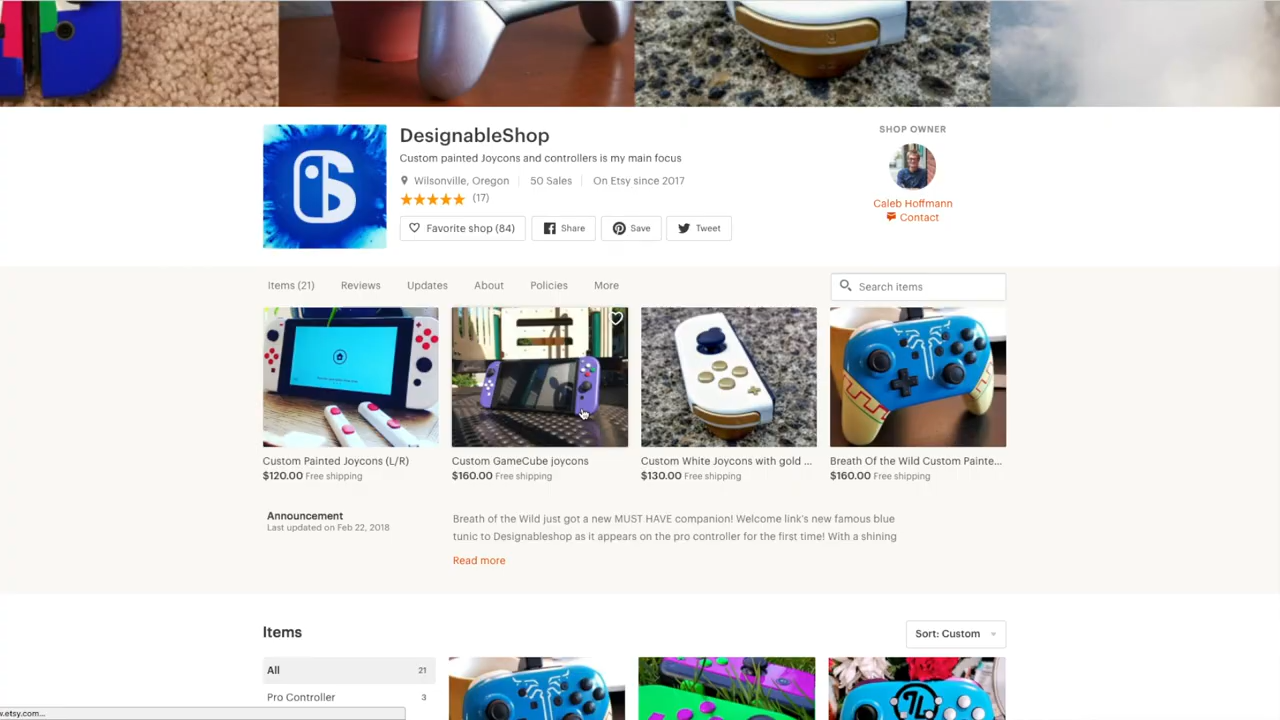 DesignableShop
Custom painted Joycons and controllers is my main focus
Wilsonville, Oregon
50 Sales
On Etsy since 2017
(17)
Favorite shop (84)
Share
Save
Tweet
SHOP OWNER
Caleb Hoffmann
Contact
Items (21)
Reviews
Updates
About
Policies
More
Search items
Custom Painted Joycons (L/R)
$120.00 Free shipping
Custom GameCube joycons
$160.00 Free shipping
Custom White Joycons with gold ...
$130.00 Free shipping
Breath Of the Wild Custom Painte...
$160.00 Free shipping
Announcement
Last updated on Feb 22, 2018
Breath of the Wild just got a new MUST HAVE companion! Welcome link's new famous blue
tunic to Designableshop as it appears on the pro controller for the first time! With a shining
Read more
Items
Sort: Custom
All
21
Pro Controller
3
.etsy.com...